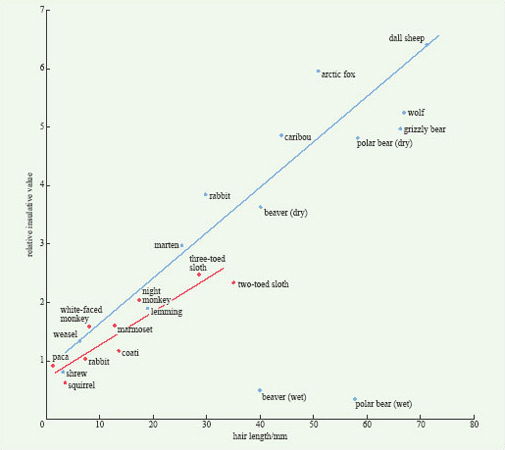 7
dall sheep
arctic fox
6
wolf
grizzly bear
5
caribou
polar bear (dry)
relative insulative value
4
rabbit
beaver (dry)
marten
3
three-toed
sloth
two-toed sloth
night
monkey
2
lemming
white-faced
monkey
marmoset
weasel
coati
paca
1
rabbit
shrew
squirrel
beaver (wet)
polar bear (wet)
0
10
20
30
40
50
60
70
80
hair length/mm